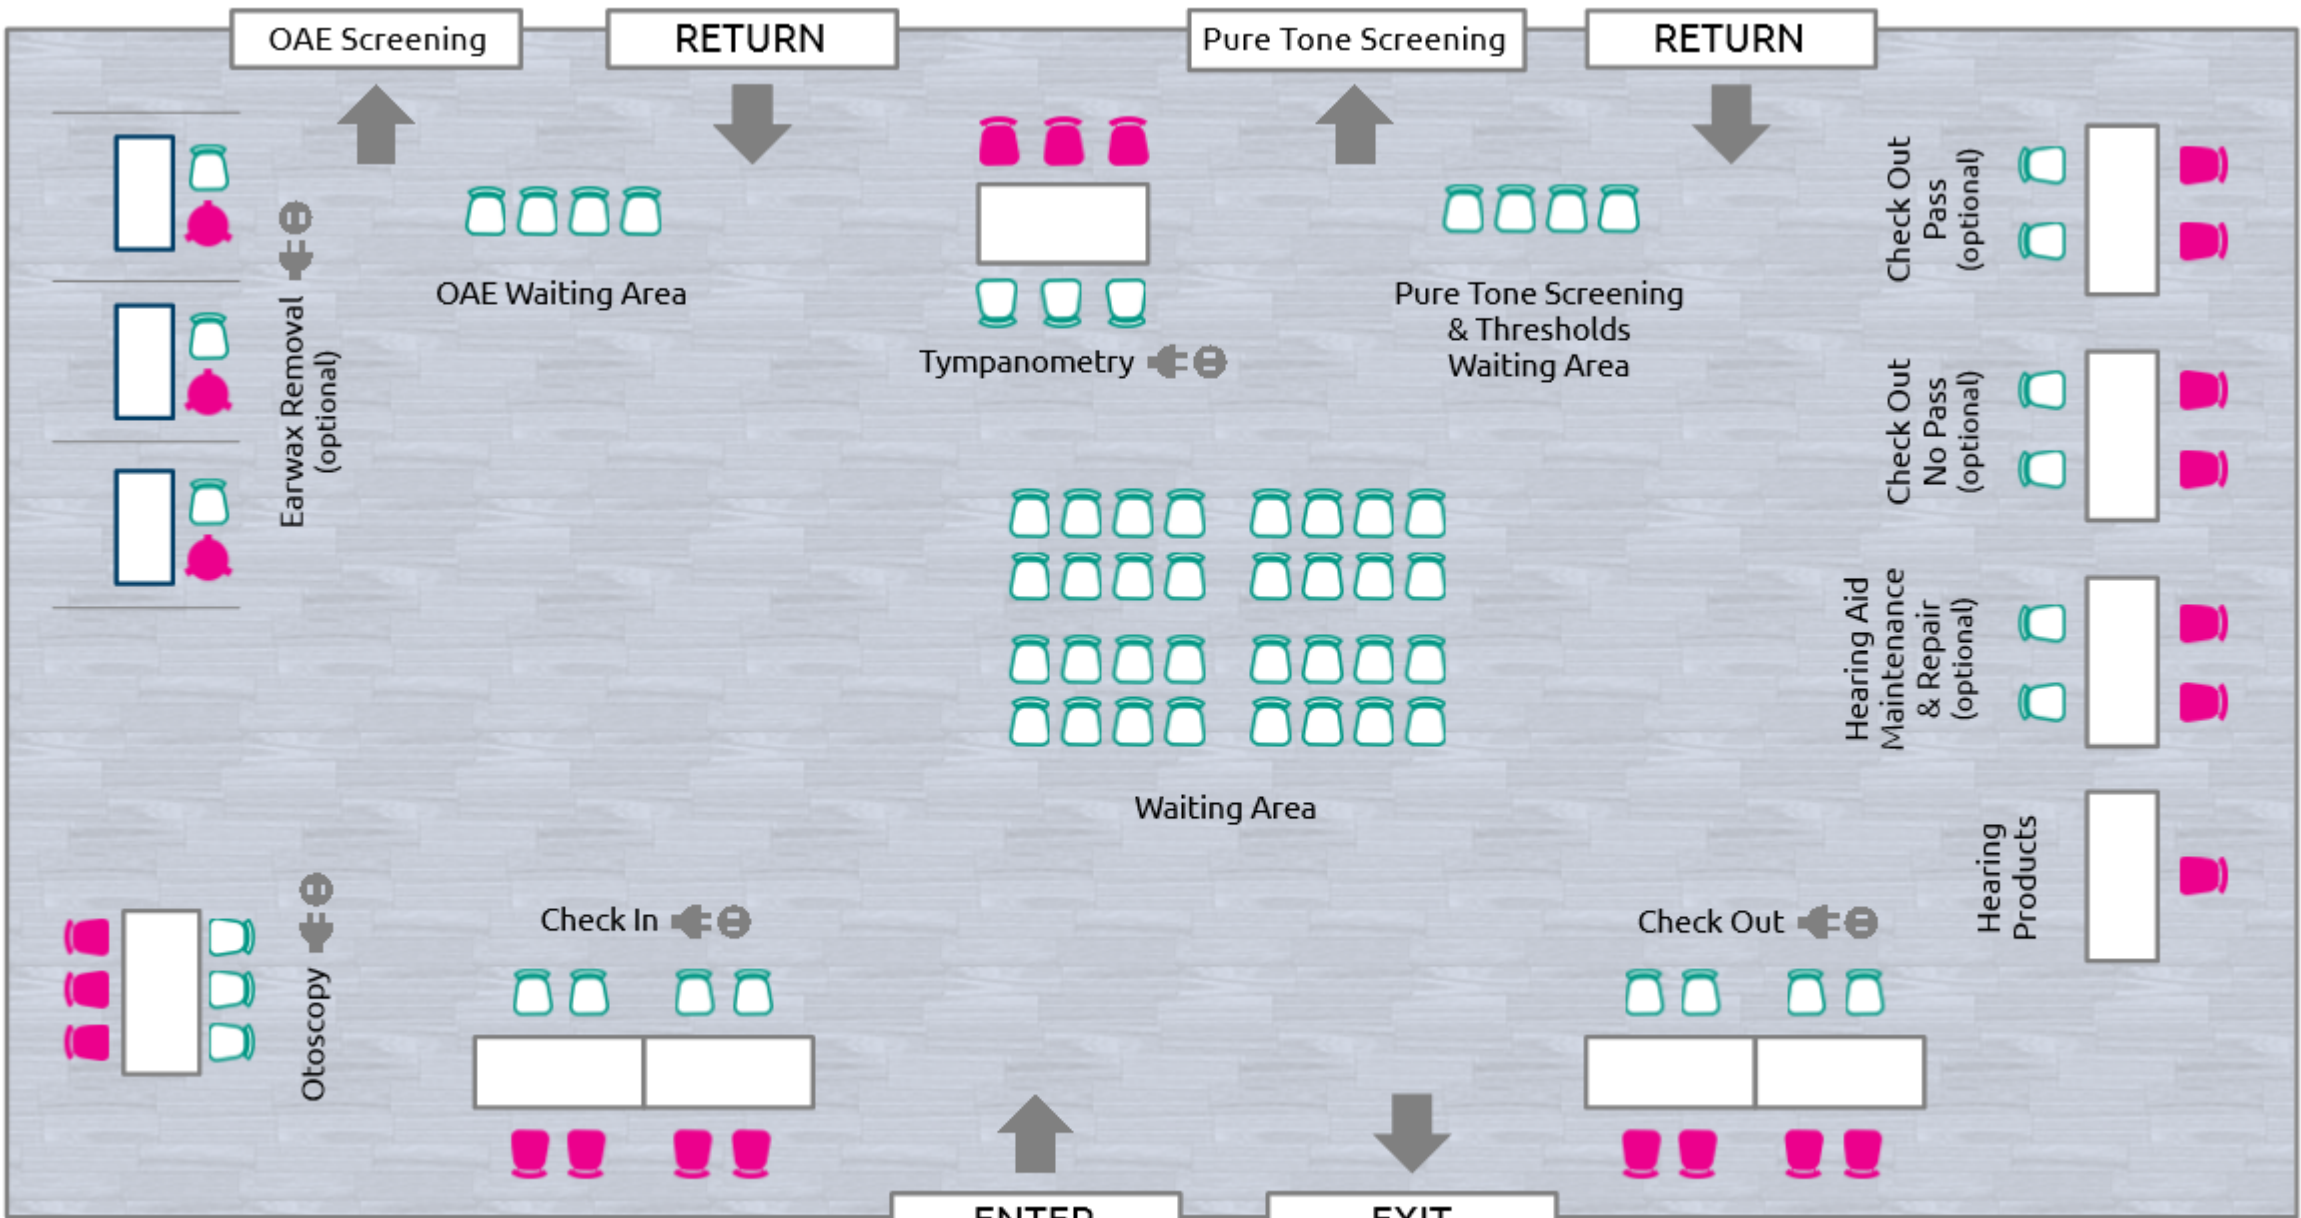 OAE Screening
RETURN
Pure Tone Screening
RETURN
Earwax Removal
(optional)
OAE Waiting Area
Tympanometry
Pure Tone Screening
& Thresholds
Waiting Area
Check Out
Pass
(optional)
Check Out
No Pass
(optional)
Hearing Aid
Maintenance
& Repair
(optional)
Waiting Area
Hearing
Products
Otoscopy
Check In
Check Out
ENTER
EXIT